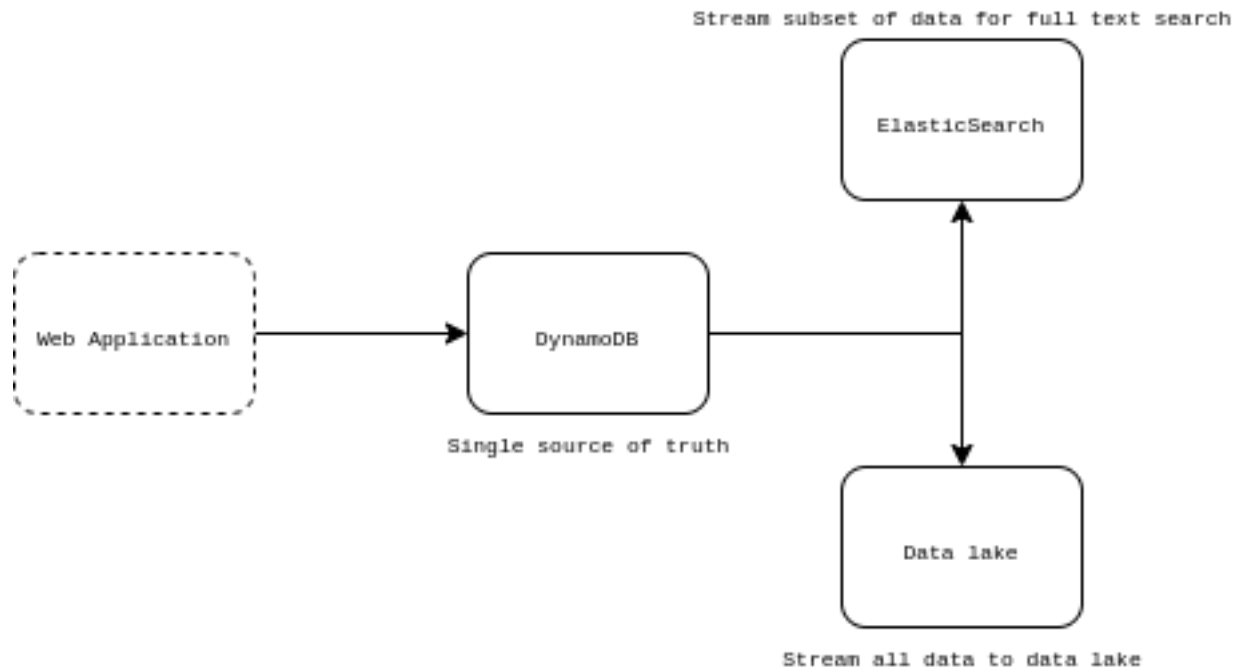 Stream subset of data for full text search
ElasticSearch
Web Application
DynamoDB
Single source of truth
Data lake
Stream all data to data lake